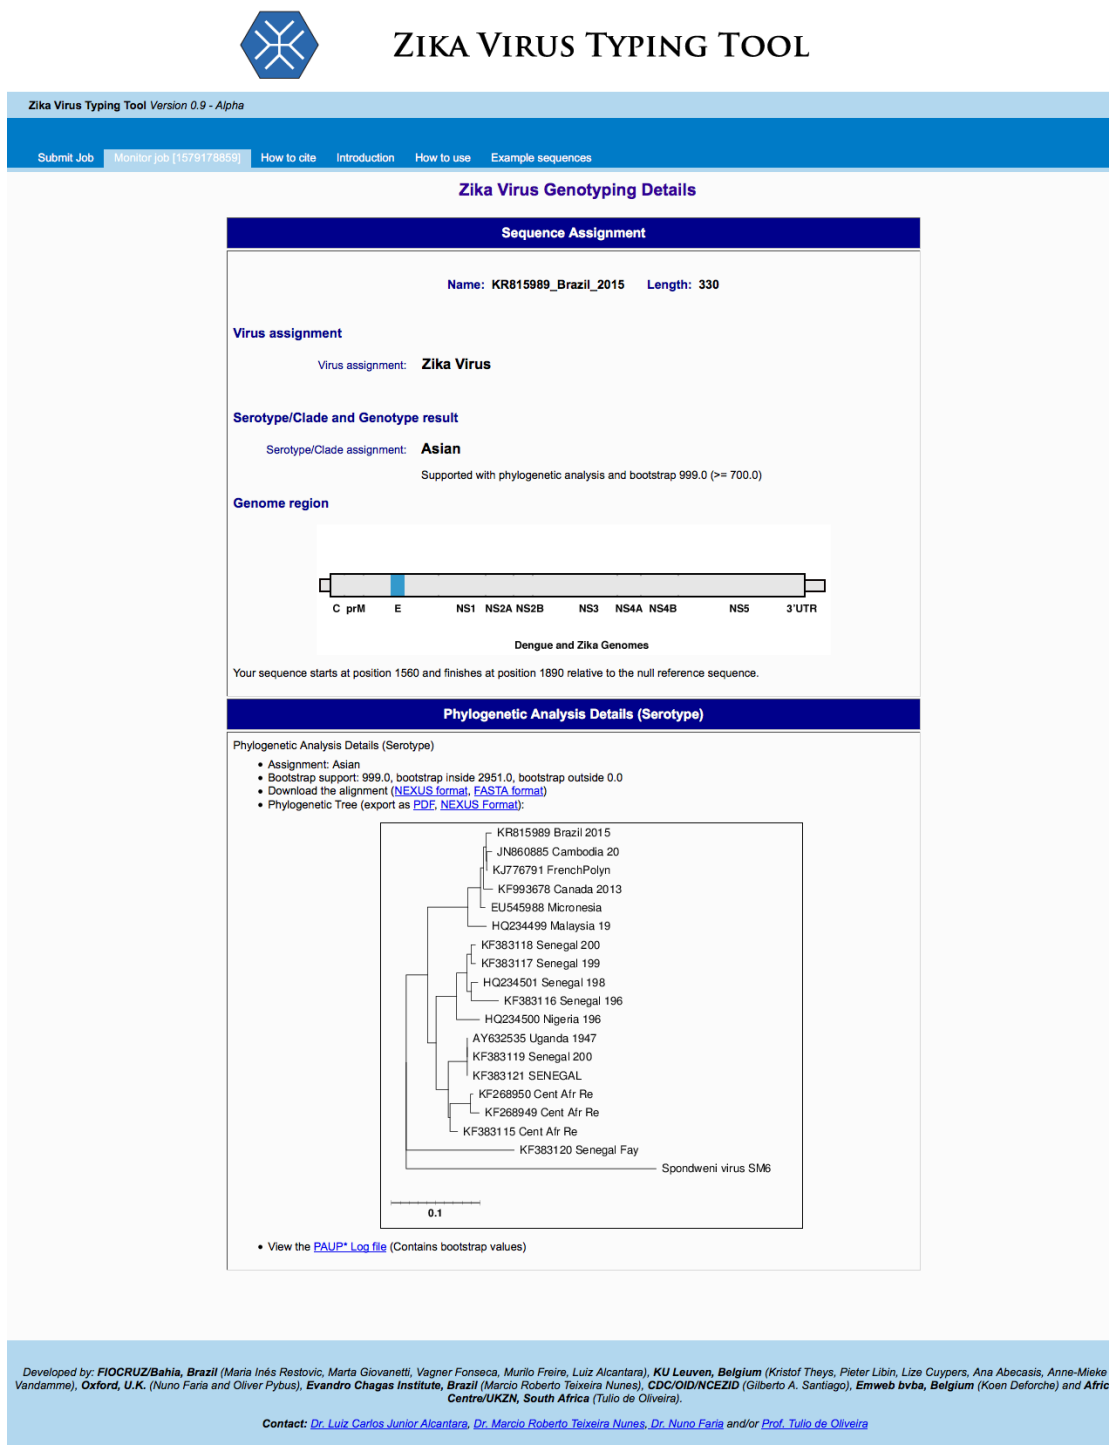 ZIKA VIRUS TYPING TOOL
Zika Virus Typing Tool Version 0.9 - Alpha
Submit Job Monitor job [1579178859] How to cite Introduction How to use Example sequences
Zika Virus Genotyping Details
Sequence Assignment
Name: KR815989_Brazil_2015 Length: 330
Virus assignment
Virus assignment: Zika Virus
Serotype/Clade and Genotype result
Serotype/Clade assignment: Asian
Supported with phylogenetic analysis and bootstrap 999.0 (>= 700.0)
Genome region
C prM E NS1 NS2A NS2B NS3 NS4A NS4B NS5 3'UTR
Dengue and Zika Genomes
Your sequence starts at position 1560 and finishes at position 1890 relative to the null reference sequence.
Phylogenetic Analysis Details (Serotype)
Phylogenetic Analysis Details (Serotype)
• Assignment: Asian
• Bootstrap support: 999.0, bootstrap inside 2951.0, bootstrap outside 0.0
• Download the alignment (NEXUS format, FASTA format)
• Phylogenetic Tree (export as PDF, NEXUS Format):
KR815989 Brazil 2015
JN860885 Cambodia 20
KJ776791 FrenchPolyn
KF993678 Canada 2013
EU545988 Micronesia
HQ234499 Malaysia 19
KF383118 Senegal 200
KF383117 Senegal 199
HQ234501 Senegal 198
KF383116 Senegal 196
HQ234500 Nigeria 196
AY632535 Uganda 1947
KF383119 Senegal 200
KF383121 SENEGAL
KF268950 Cent Afr Re
KF268949 Cent Afr Re
KF383115 Cent Afr Re
KF383120 Senegal Fay
Spondweni virus SM6
0.1
• View the PAUP* Log file (Contains bootstrap values)
Developed by: FIOCRUZ/Bahia, Brazil (Maria Inés Restovic, Marta Giovanetti, Vagner Fonseca, Murilo Freire, Luiz Alcantara), KU Leuven, Belgium (Kristof Theys, Pieter Libin, Lize Cuypers, Ana Abecasis, Anne-Mieke
Vandamme), Oxford, U.K. (Nuno Faria and Oliver Pybus), Evandro Chagas Institute, Brazil (Marcio Roberto Teixeira Nunes), CDC/OID/NCEZID (Gilberto A. Santiago), Emweb bvba, Belgium (Koen Deforche) and Afric
Centre/UKZN, South Africa (Tulio de Oliveira).
Contact: Dr. Luiz Carlos Junior Alcantara, Dr. Marcio Roberto Teixeira Nunes, Dr. Nuno Faria and/or Prof. Tulio de Oliveira